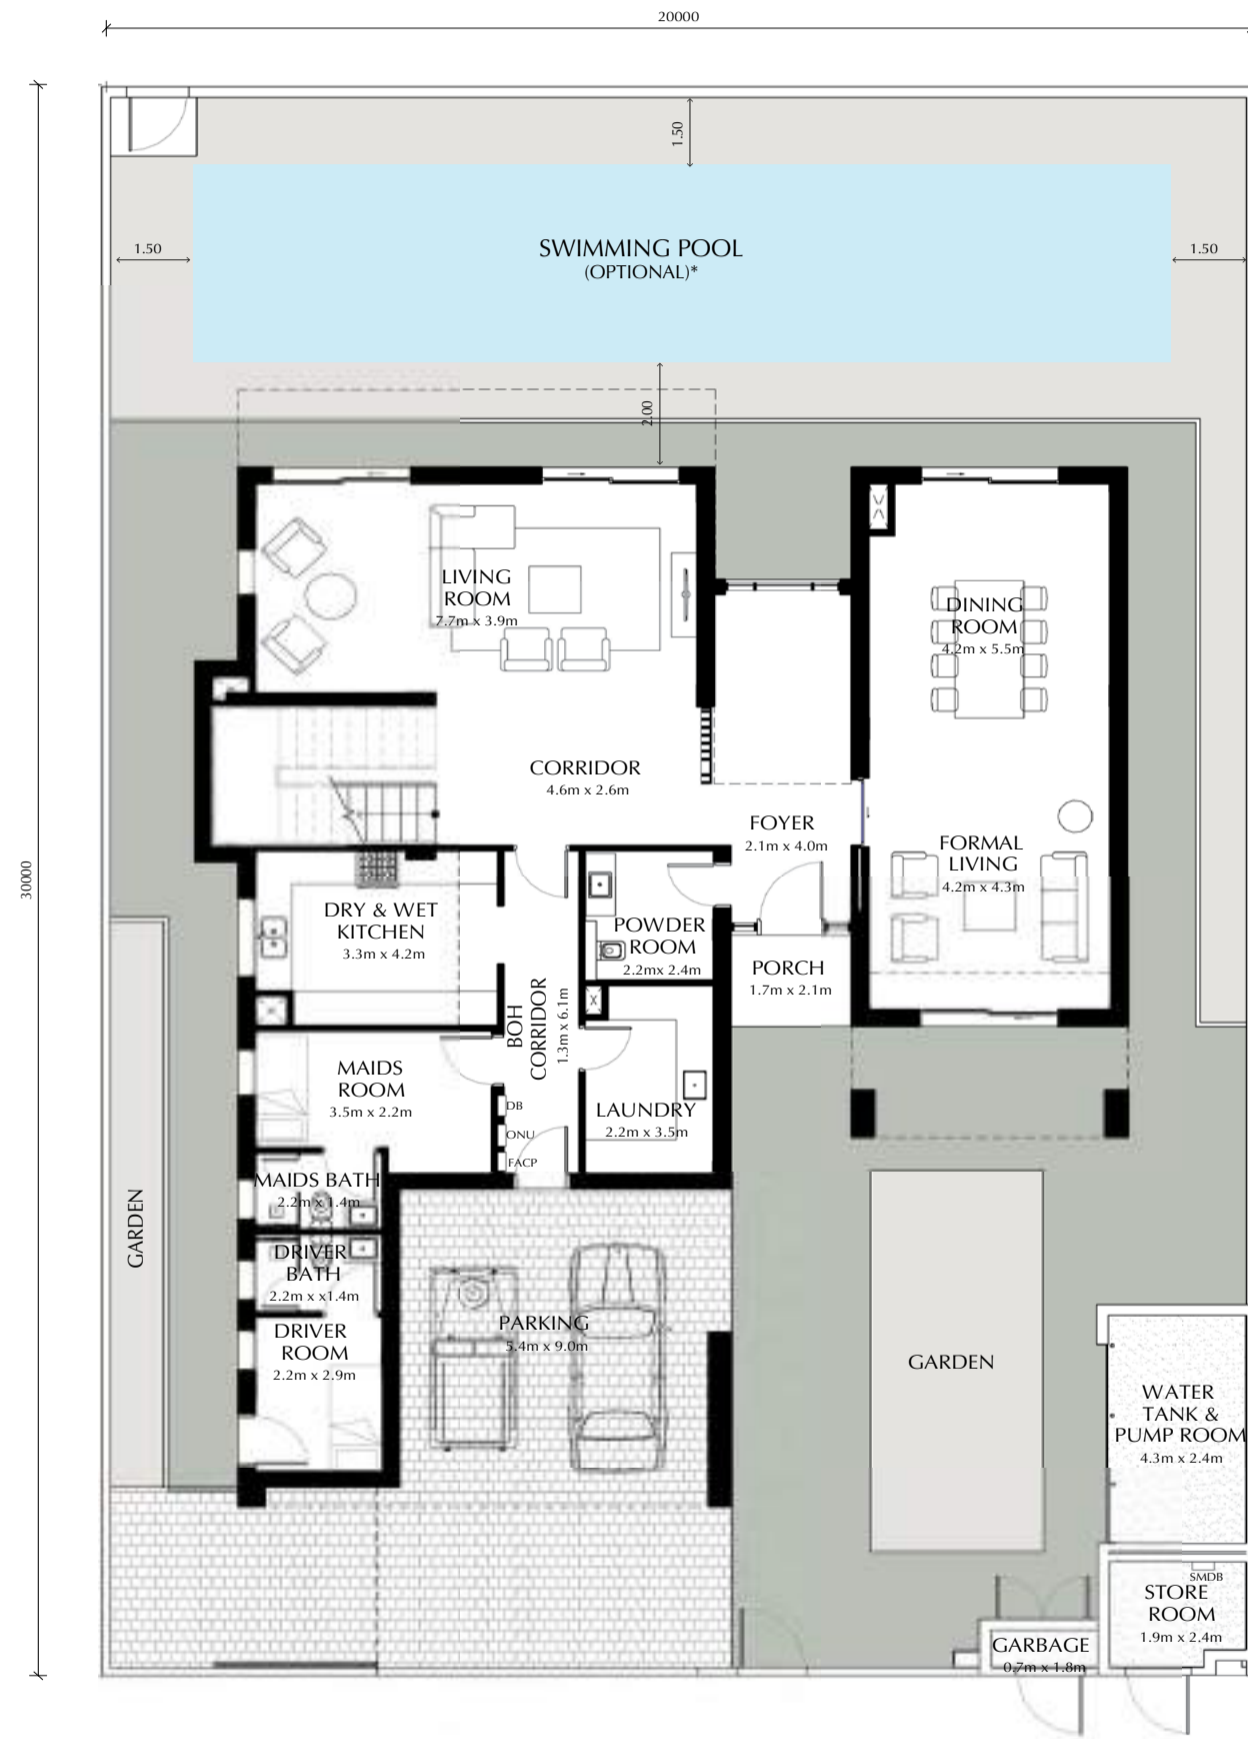 20000
1.50
1.50
SWIMMING POOL
(OPTIONAL)*
1.50
2.00
30000
LIVING
ROOM
7.7m x 3.9m
DINING
ROOM
4.2m x 5.5m
CORRIDOR
4.6m x 2.6m
FOYER
2.1m x 4.0m
FORMAL
LIVING
4.2m x 4.3m
DRY & WET
KITCHEN
3.3m x 4.2m
POWDER
ROOM
2.2mx 2.4m
PORCH
1.7m x 2.1m
BOH
CORRIDOR
1.3m x 6.1m
MAIDS
ROOM
3.5m x 2.2m
DB
ONU
FACP
LAUNDRY
2.2m x 3.5m
MAIDS BATH
2.2m x 1.4m
GARDEN
DRIVER
BATH
2.2m x x1.4m
DRIVER
ROOM
2.2m x 2.9m
PARKING
5.4m x 9.0m
GARDEN
WATER
TANK &
PUMP ROOM
4.3m x 2.4m
SMDB
STORE
ROOM
1.9m x 2.4m
GARBAGE
0.7m x 1.8m